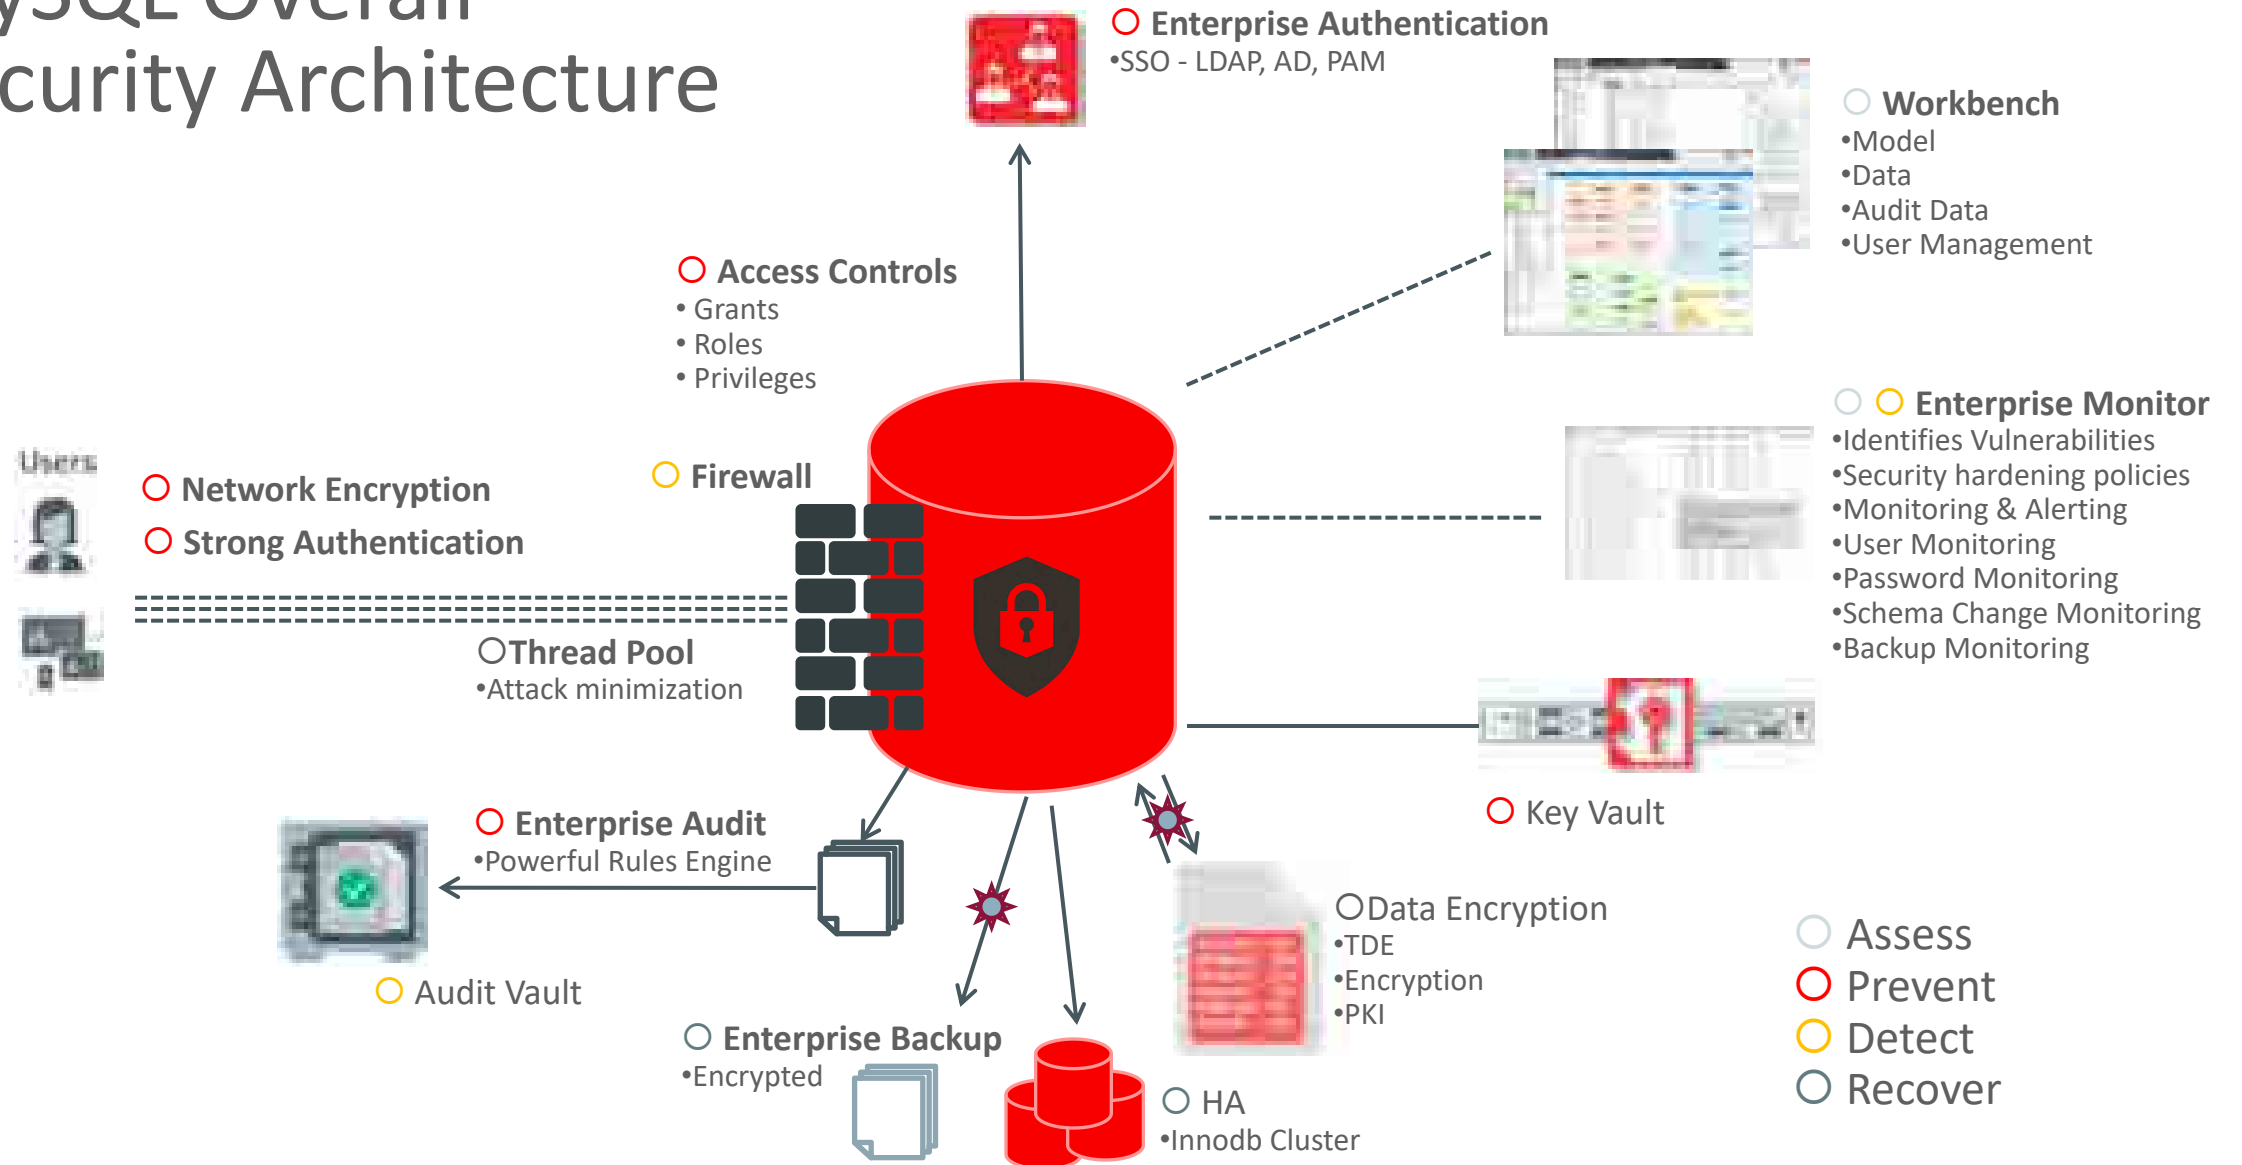 ySQL Overall
curity Architecture
Enterprise Authentication
•SSO - LDAP, AD, PAM
Workbench
•Model
•Data
•Audit Data
•User Management
Access Controls
• Grants
• Roles
• Privileges
Enterprise Monitor
•Identifies Vulnerabilities
•Security hardening policies
•Monitoring & Alerting
•User Monitoring
•Password Monitoring
•Schema Change Monitoring
•Backup Monitoring
Users
Network Encryption
Strong Authentication
Firewall
Thread Pool
•Attack minimization
Key Vault
Enterprise Audit
•Powerful Rules Engine
Audit Vault
Data Encryption
•TDE
•Encryption
•PKI
Enterprise Backup
•Encrypted
HA
•Innodb Cluster
Assess
Prevent
Detect
Recover